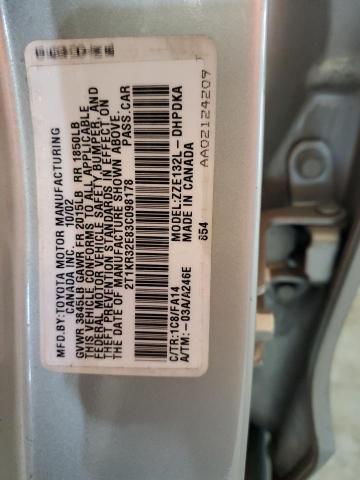 MFD.BY:TOYOTA MOTOR MANUFACTURING
CANADA INC. 10/02
GVWR 3845LB GAWR FR 2015LB RR 1850LB
THIS VEHICLE CONFORMS TO ALL APPLICABLE
FEDERAL MOTOR VEHICLE SAFETY, BUMPER, AND
THEFT PREVENTION STANDARDS IN EFFECT ON
THE DATE OF MANUFACTURE SHOWN ABOVE.
2T1KR32E83C098178 PASS.CAR
C/TR:1C8/FA14 MODEL:ZZE132L-DHPDKA
A/TM:-03A/A246E MADE IN CANADA
854
AA02124209